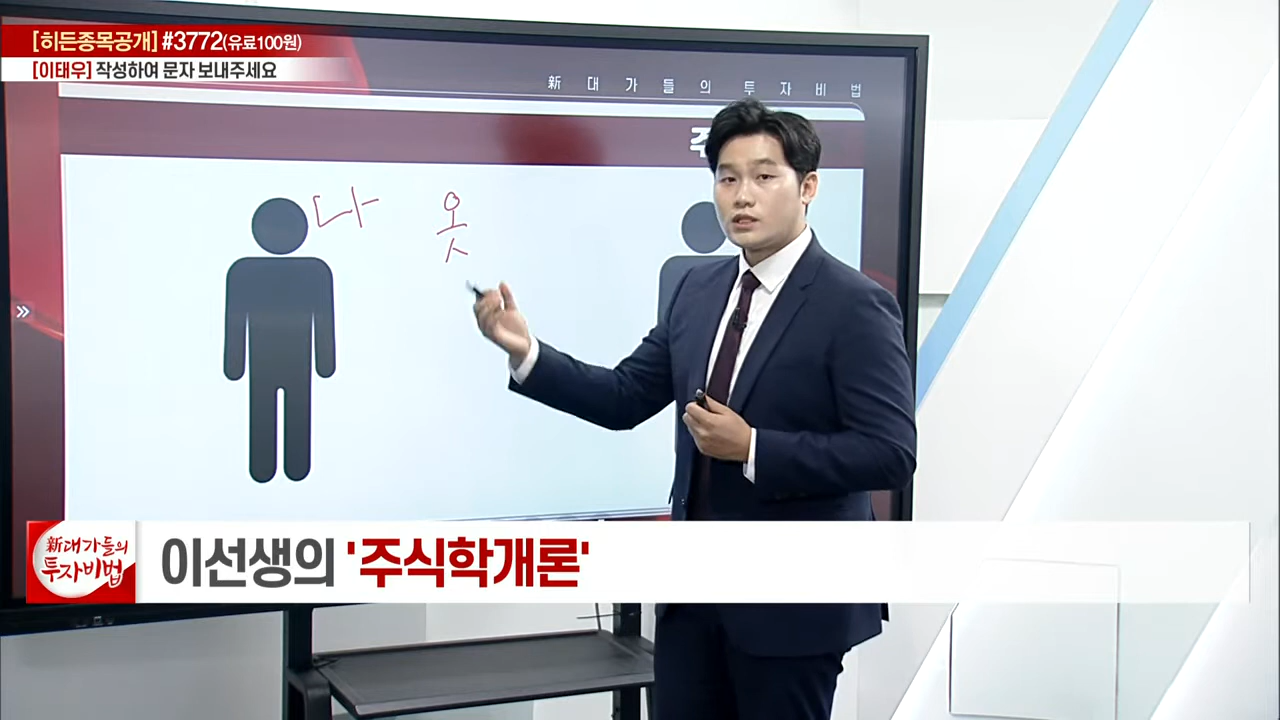 [히든종목공개] #3772(유료100원)
[이태우] 작성하여 문자 보내주세요
新 대 가 들 의 투 자 비 법
주
나 옷
»
新대가들의
투자비법
이선생의 '주식학개론'